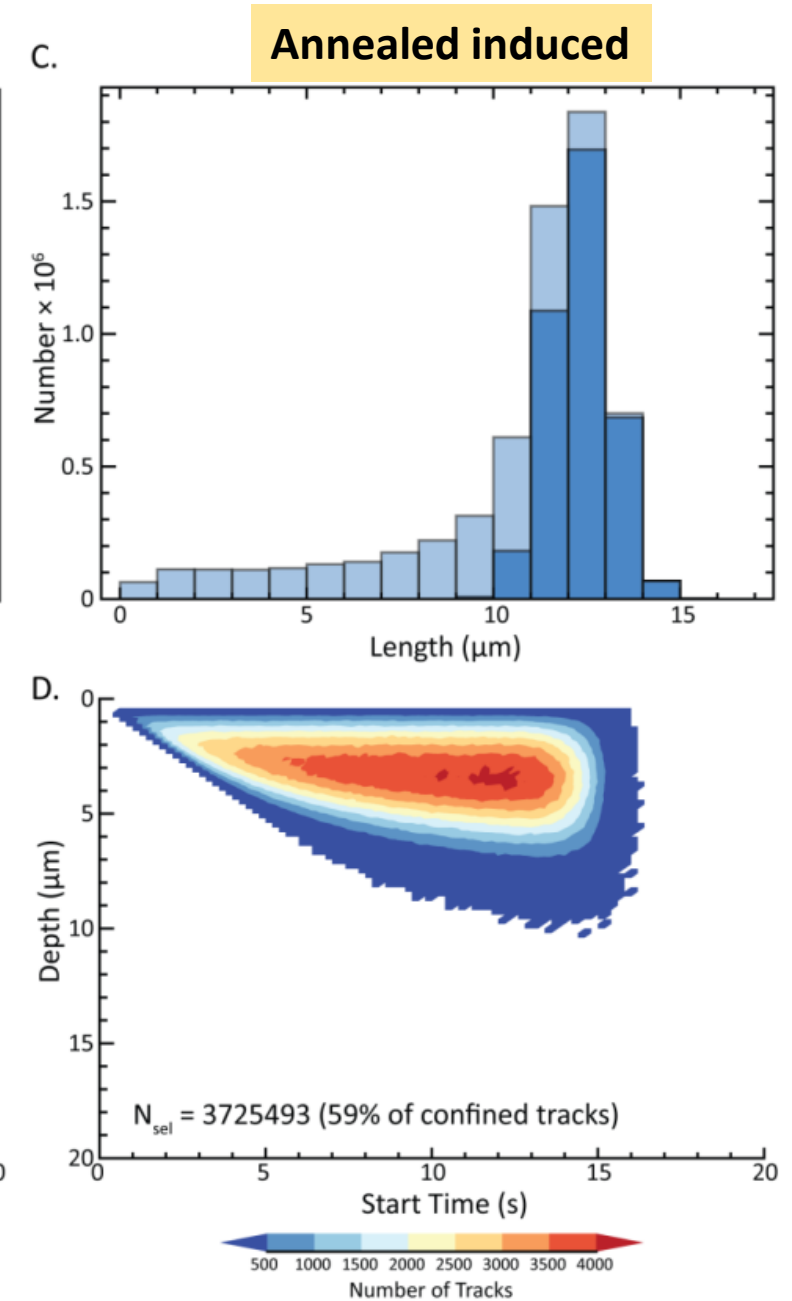 Annealed induced
C.
1.5
1.0
0.5
0
Number × 10⁶
0 5 10 15
Length (μm)
D.
0
5
10
15
20
Depth (μm)
N_sel = 3725493 (59% of confined tracks)
0 0 5 10 15 20
Start Time (s)
500 1000 1500 2000 2500 3000 3500 4000
Number of Tracks